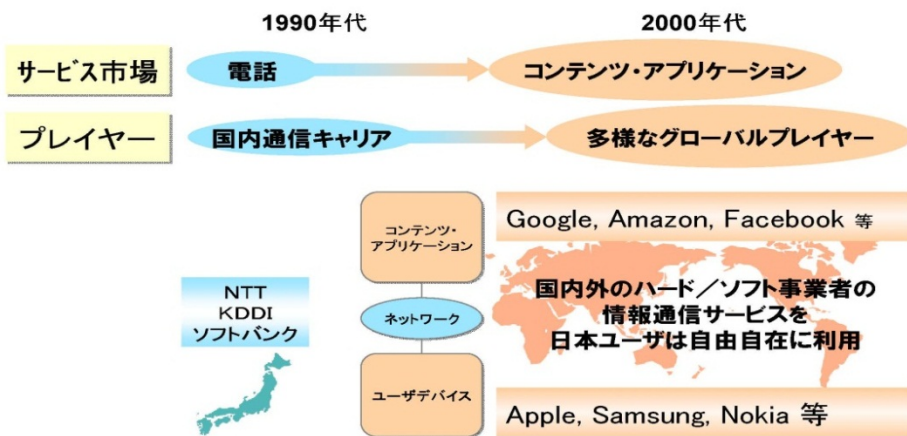 1990年代
2000年代
サービス市場
電話
コンテンツ・アプリケーション
プレイヤー
国内通信キャリア
多様なグローバルプレイヤー
コンテンツ・
アプリケーション
Google, Amazon, Facebook 等
NTT
KDDI
ソフトバンク
ネットワーク
国内外のハード／ソフト事業者の
情報通信サービスを
日本ユーザは自由自在に利用
ユーザデバイス
Apple, Samsung, Nokia 等